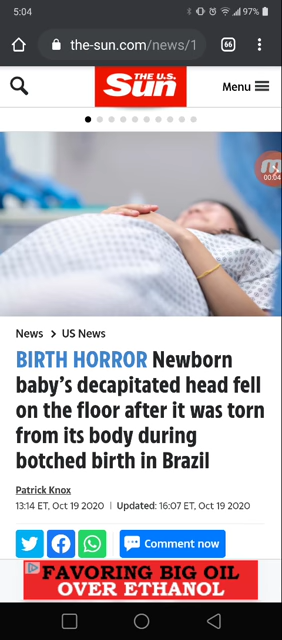 5:04
97%
the-sun.com/news/1
66
THE U.S.
Sun
Menu
00:04
News > US News
BIRTH HORROR Newborn
baby's decapitated head fell
on the floor after it was torn
from its body during
botched birth in Brazil
Patrick Knox
13:14 ET, Oct 19 2020 | Updated: 16:07 ET, Oct 19 2020
Comment now
FAVORING BIG OIL
OVER ETHANOL